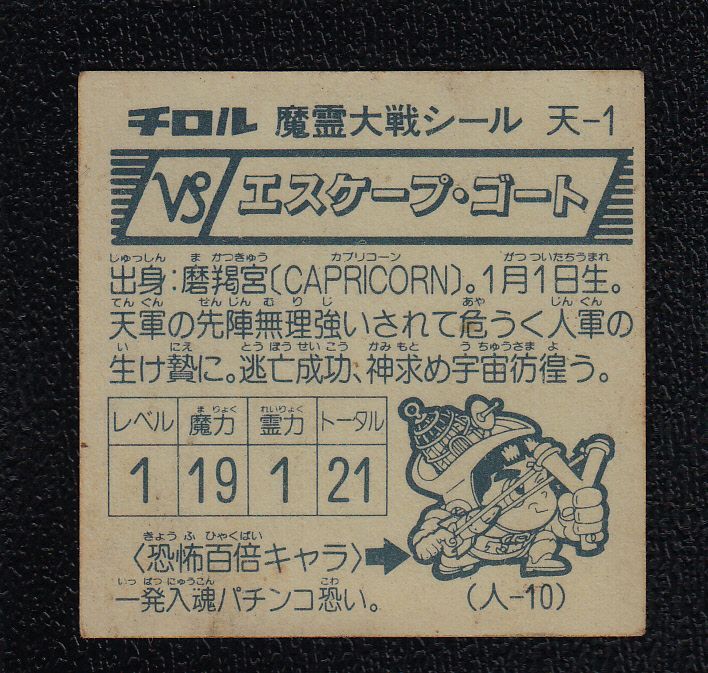 チロル 魔霊大戦シール 天-1
VS エスケープ・ゴート
じゅっしん ま かつきゅう カプリコーン がつ ついたちうまれ
出身:磨羯宮(CAPRICORN)。1月1日生。
てんぐん せんじん むりじ あや じんぐん
天軍の先陣無理強いされて危うく人軍の
い にえ とうぼうせいこう かみもと うちゅうさまよ
生け贄に。逃亡成功、神求め宇宙彷徨う。
レベル 魔力 霊力 トータル
まりょく れいりょく
1 19 1 21
きょうふ ひゃくばい
〈恐怖百倍キャラ〉
いっぱつにゅうこん こわ
一発入魂パチンコ恐い。
(人-10)